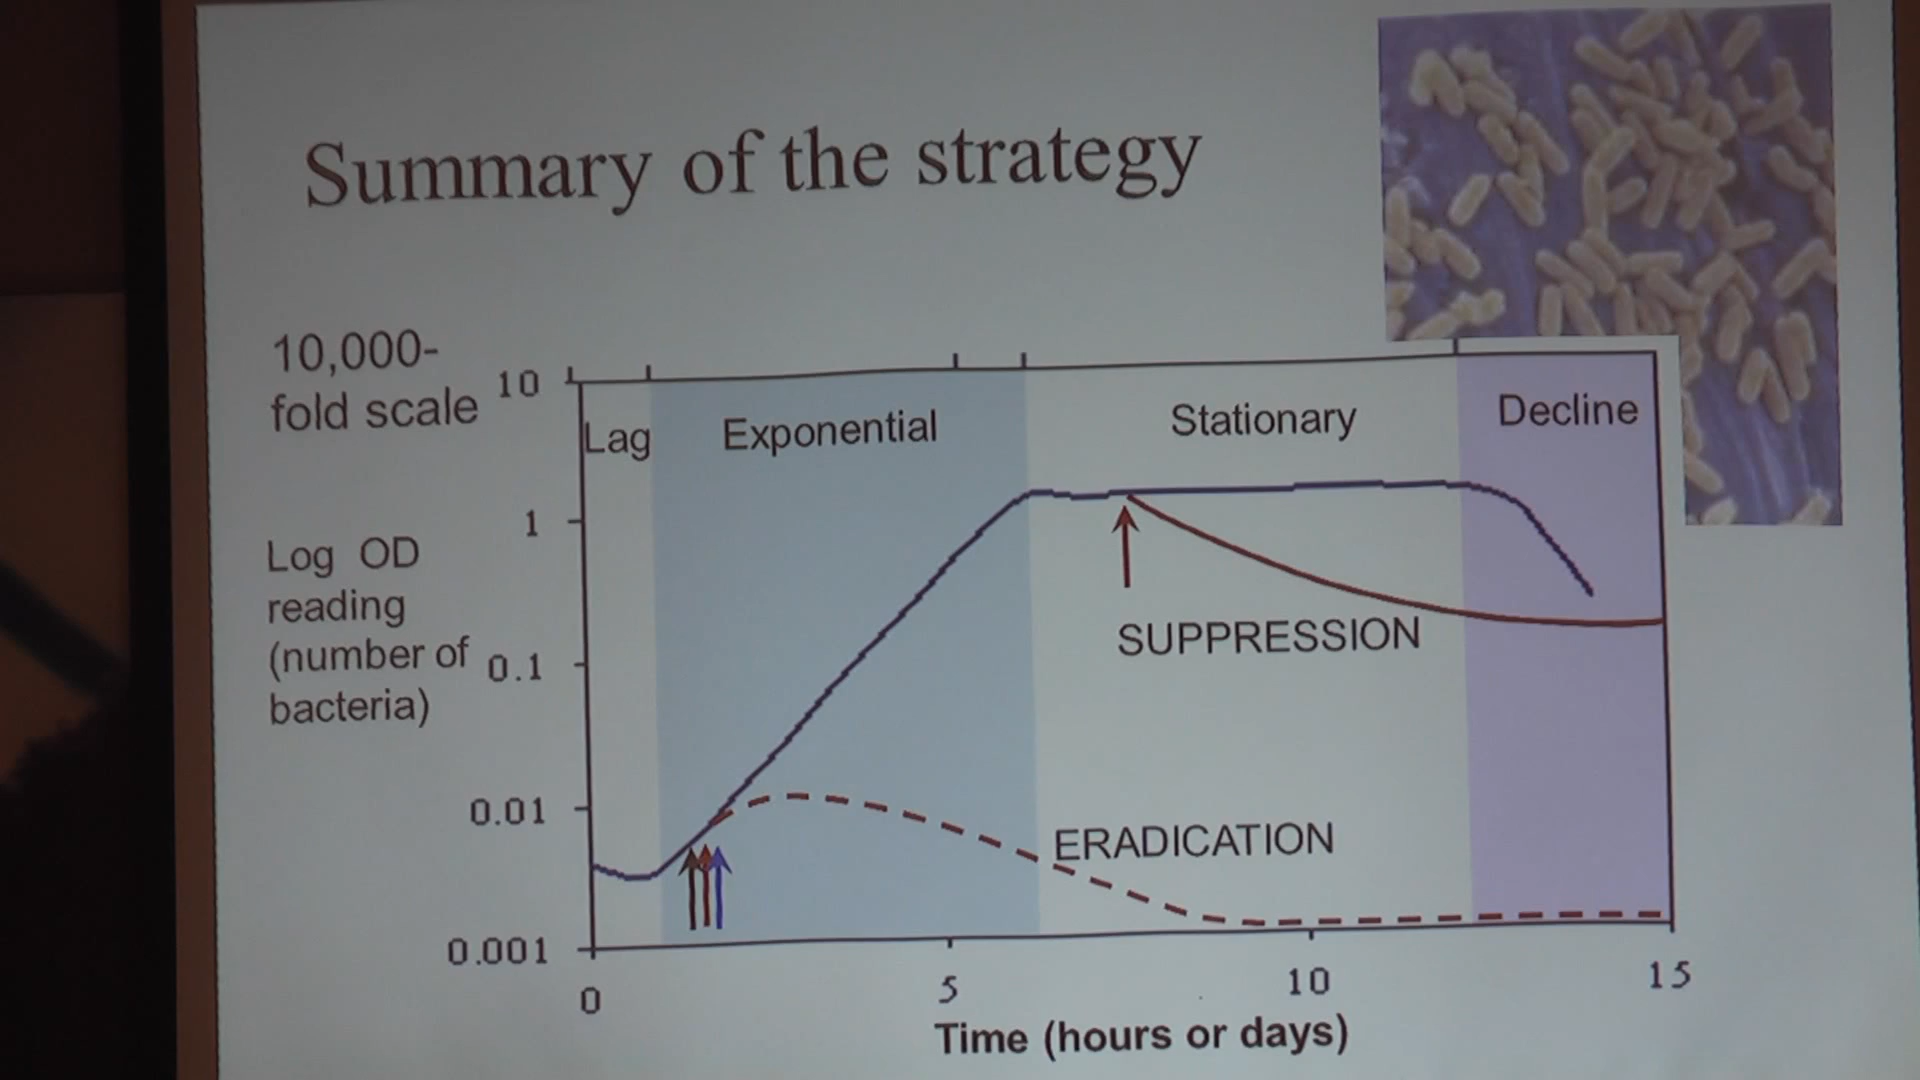 Summary of the strategy
10,000-
fold scale
10
Lag
Exponential
Stationary
Decline
1
Log OD
reading
(number of
bacteria)
0.1
SUPPRESSION
0.01
ERADICATION
0.001
0
5
10
15
Time (hours or days)